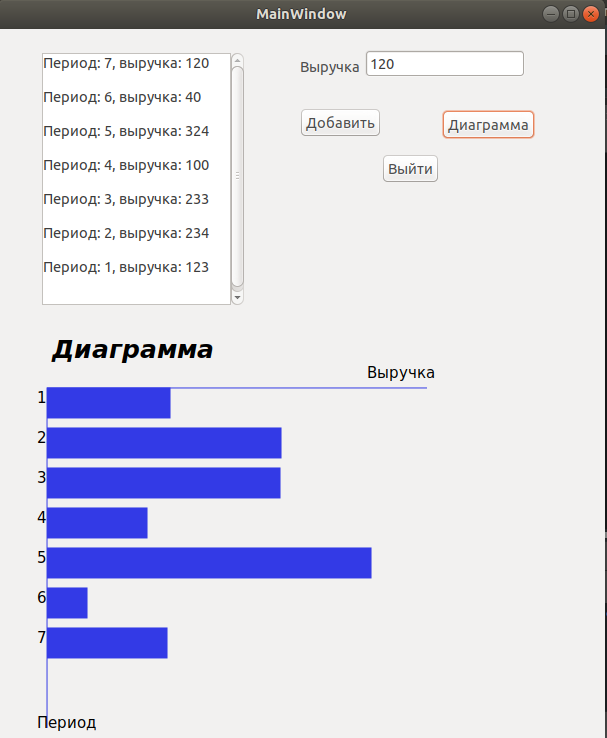 MainWindow
Период: 7, выручка: 120
Период: 6, выручка: 40
Период: 5, выручка: 324
Период: 4, выручка: 100
Период: 3, выручка: 233
Период: 2, выручка: 234
Период: 1, выручка: 123
Выручка 120
Добавить Диаграмма
Выйти
Диаграмма
Выручка
1
2
3
4
5
6
7
Период